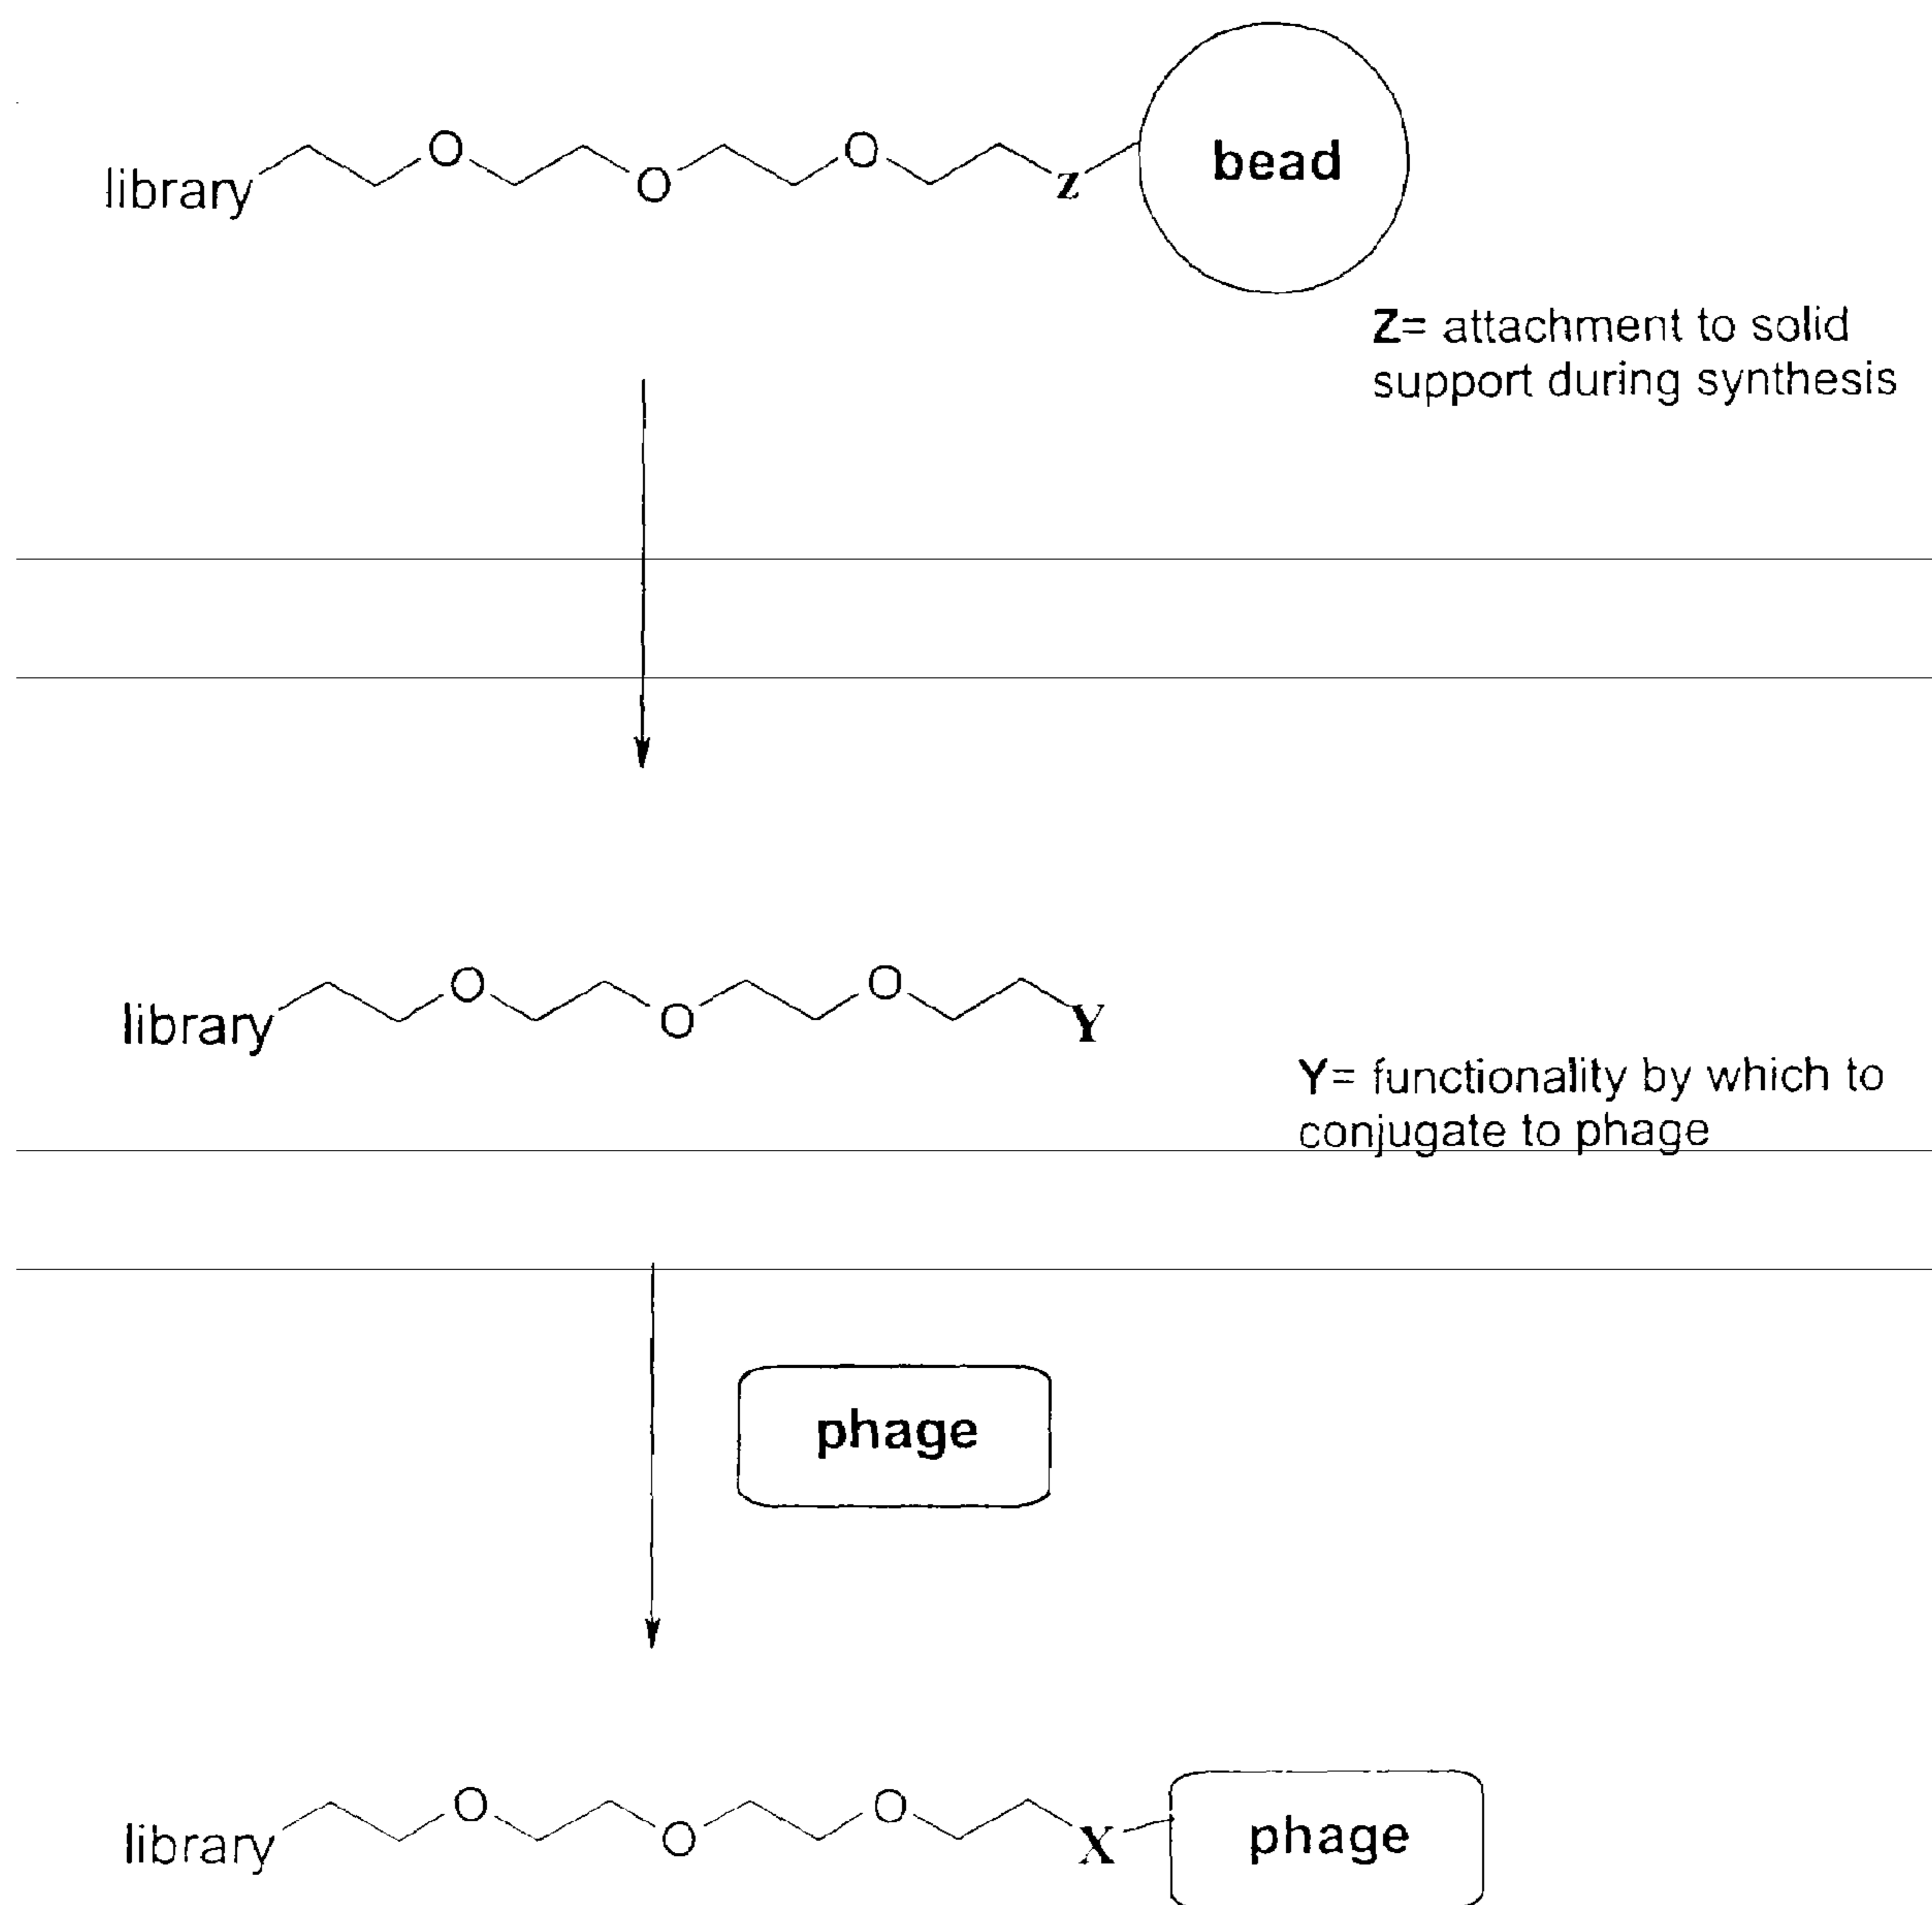 library O O O Z bead
Z= attachment to solid
support during synthesis
library O O O Y
Y= functionality by which to
conjugate to phage
phage
library O O O X phage